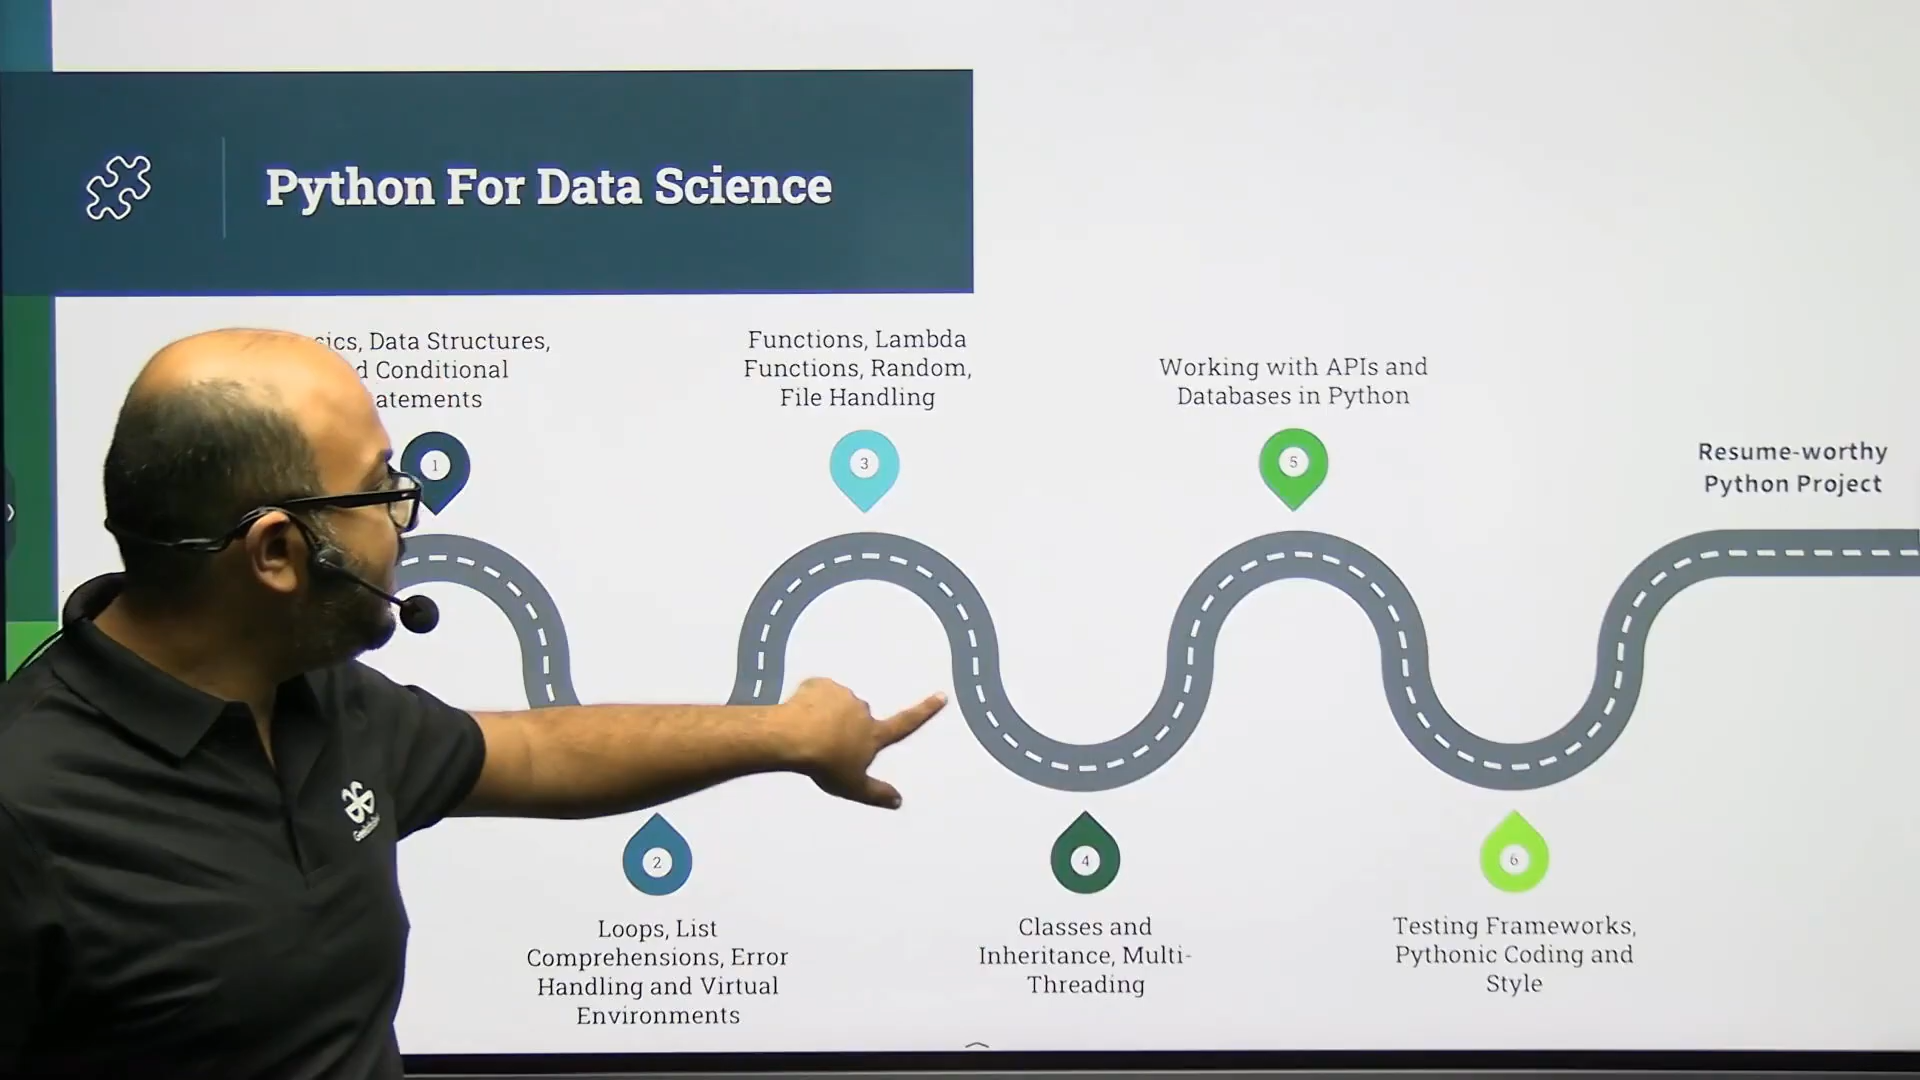 Python For Data Science
Data Structures,
Conditional
Functions, Lambda
Functions, Random,
File Handling
Working with APIs and
Databases in Python
Resume-worthy
Python Project
1
3
5
2
4
6
Loops, List
Comprehensions, Error
Handling and Virtual
Environments
Classes and
Inheritance, Multi-
Threading
Testing Frameworks,
Pythonic Coding and
Style